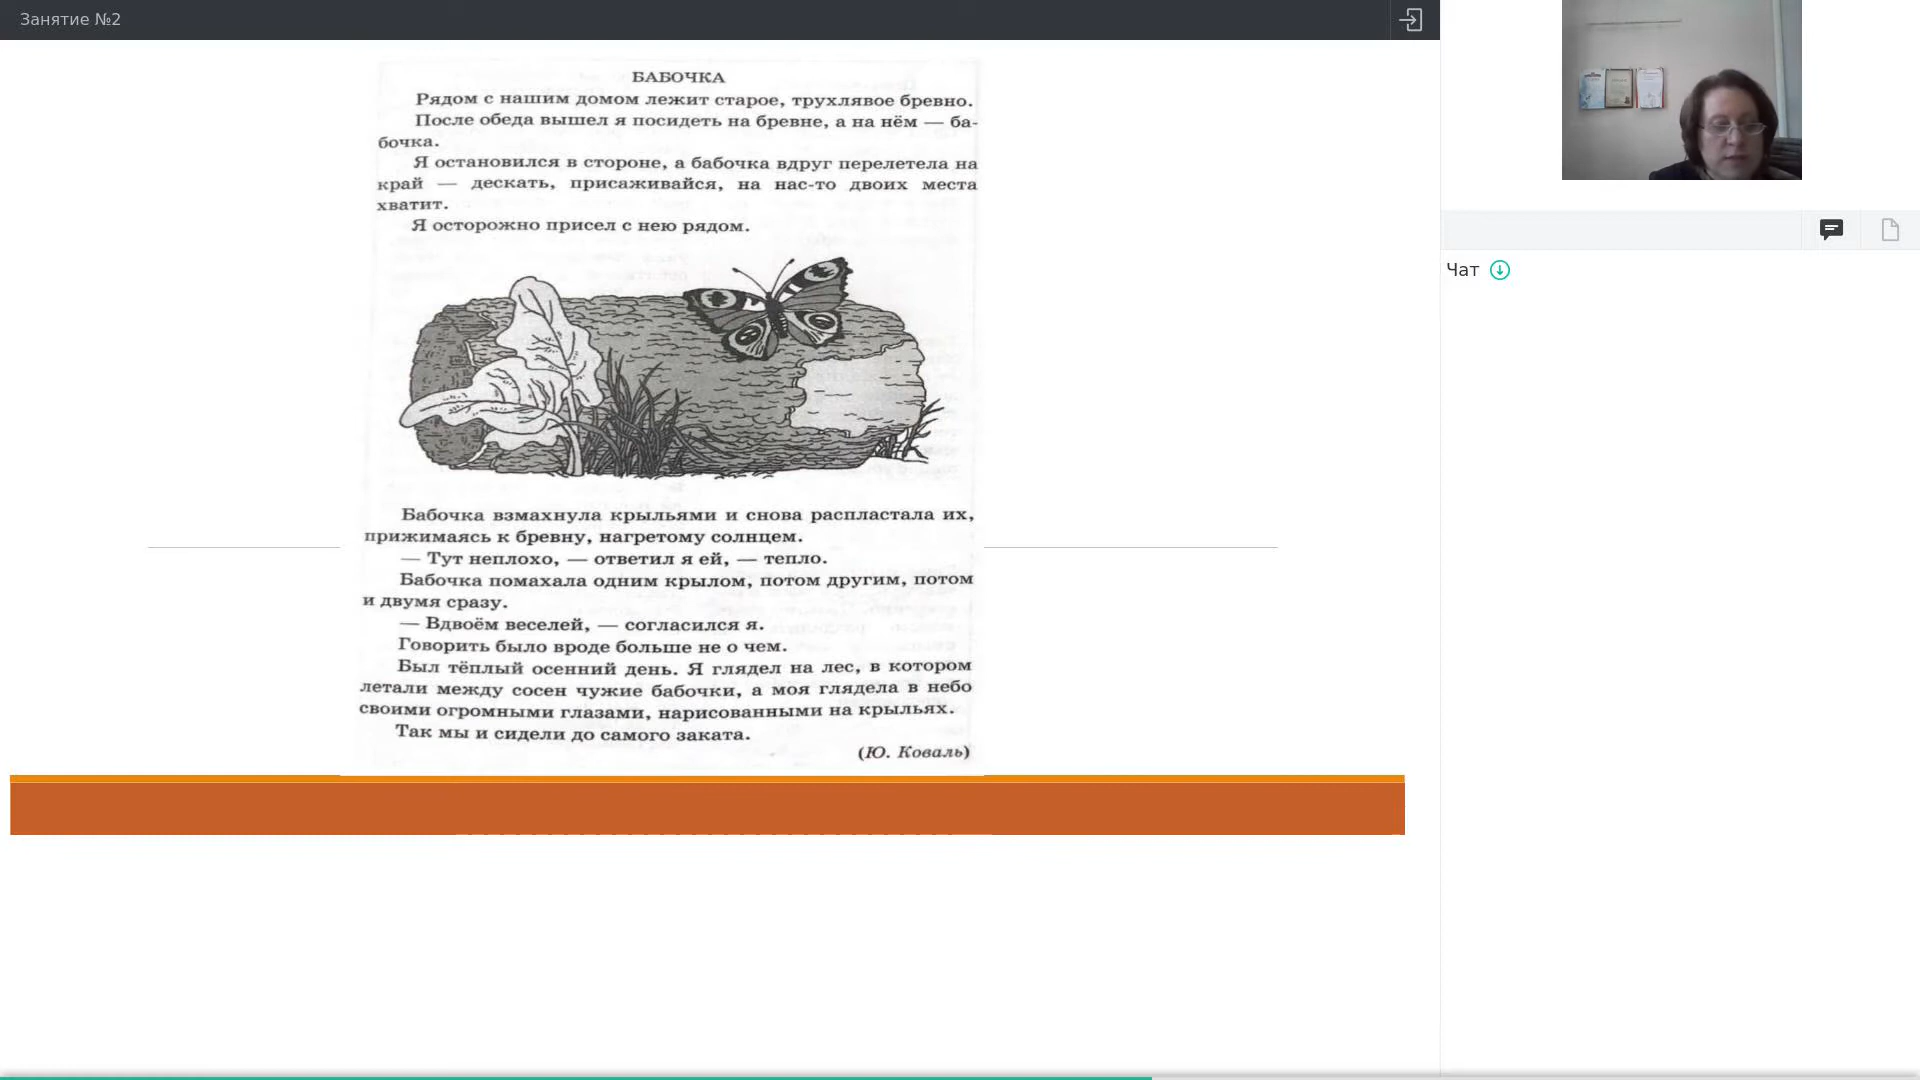 Занятие №2
БАБОЧКА
Рядом с нашим домом лежит старое, трухлявое бревно.
После обеда вышел я посидеть на бревне, а на нём — ба-
бочка.
Я остановился в стороне, а бабочка вдруг перелетела на
край — дескать, присаживайся, на нас-то двоих места
хватит.
Я осторожно присел с нею рядом.
Бабочка взмахнула крыльями и снова распластала их,
прижимаясь к бревну, нагретому солнцем.
— Тут неплохо, — ответил я ей, — тепло.
Бабочка помахала одним крылом, потом другим, потом
и двумя сразу.
— Вдвоём веселей, — согласился я.
Говорить было вроде больше не о чем.
Был тёплый осенний день. Я глядел на лес, в котором
летали между сосен чужие бабочки, а моя глядела в небо
своими огромными глазами, нарисованными на крыльях.
Так мы и сидели до самого заката.
(Ю. Коваль)
Чат